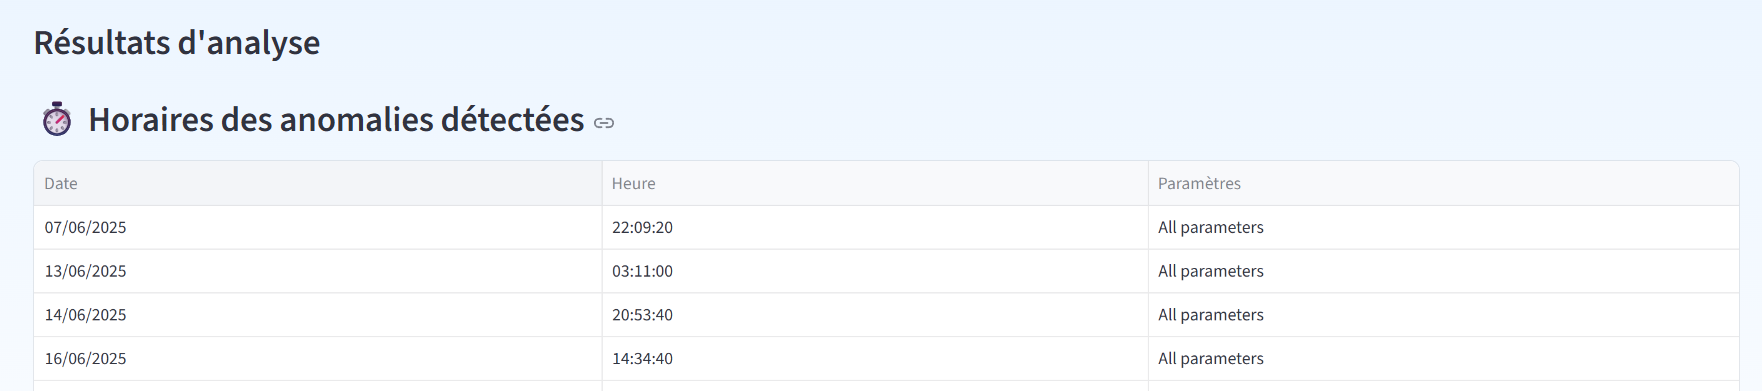 Résultats d'analyse
Horaires des anomalies détectées
Date Heure Paramètres
07/06/2025 22:09:20 All parameters
13/06/2025 03:11:00 All parameters
14/06/2025 20:53:40 All parameters
16/06/2025 14:34:40 All parameters